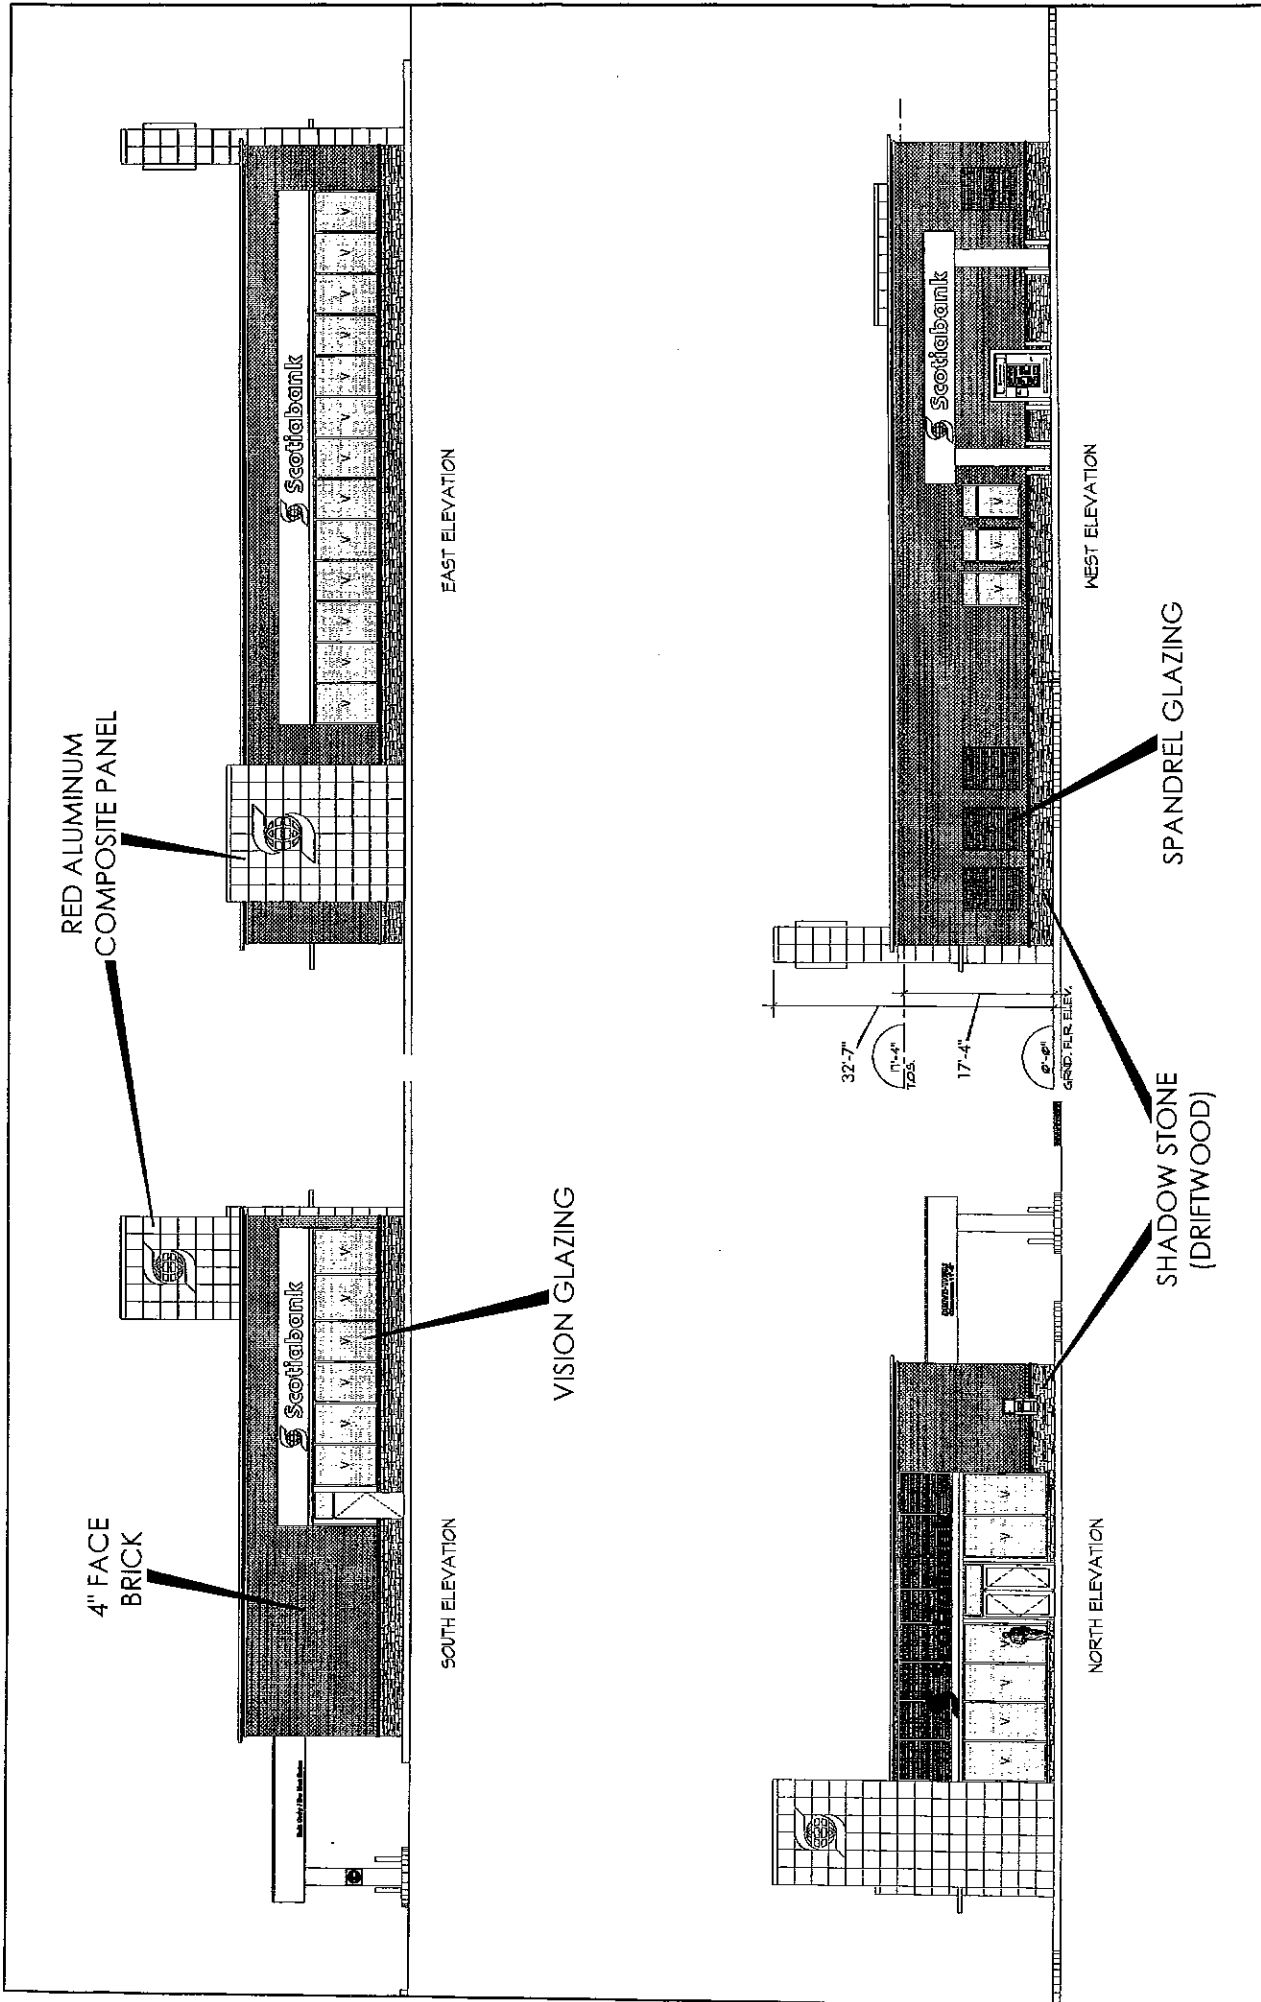 4" FACE
BRICK
RED ALUMINUM
COMPOSITE PANEL
Scotiabank
Scotiabank
V V V V V V
V V V V V V V V V V V V V
SOUTH ELEVATION
EAST ELEVATION
VISION GLAZING
32'-7"
17'-4"
T.O.S.
17'-4"
0'-0"
GRND. FLR. ELEV.
Scotiabank
V V V V V V
V V V
NORTH ELEVATION
WEST ELEVATION
SHADOW STONE
(DRIFTWOOD)
SPANDREL GLAZING